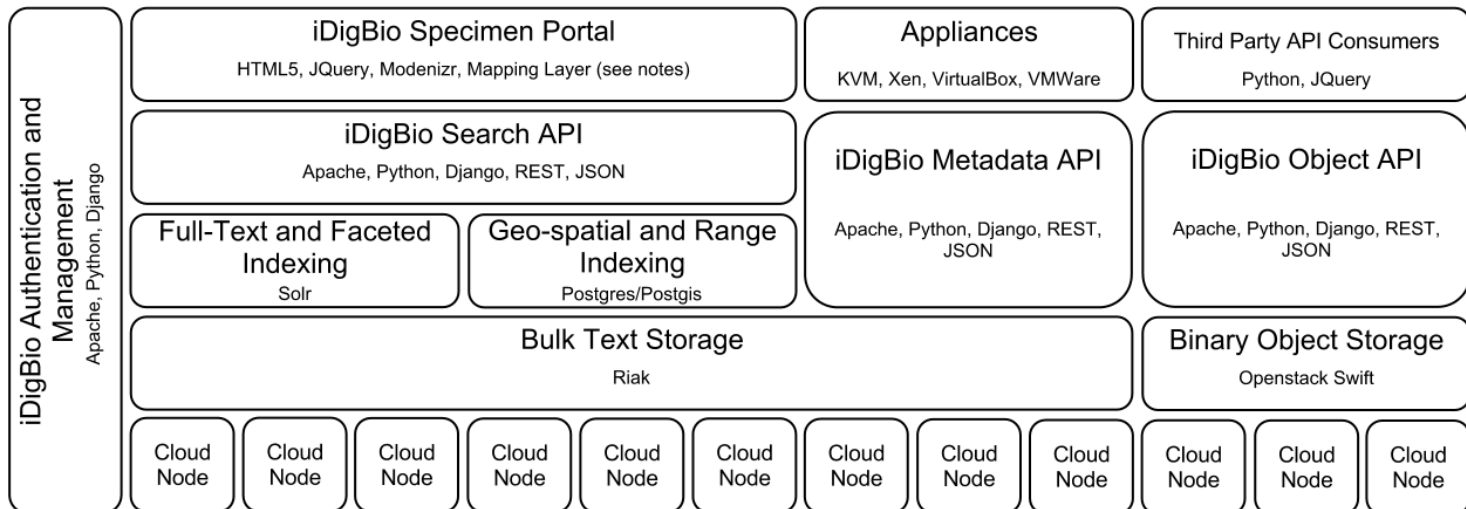 iDigBio Authentication and
Management
Apache, Python, Django
iDigBio Specimen Portal
HTML5, JQuery, Modenizr, Mapping Layer (see notes)
Appliances
KVM, Xen, VirtualBox, VMWare
Third Party API Consumers
Python, JQuery
iDigBio Search API
Apache, Python, Django, REST, JSON
iDigBio Metadata API
Apache, Python, Django, REST,
JSON
iDigBio Object API
Apache, Python, Django, REST,
JSON
Full-Text and Faceted
Indexing
Solr
Geo-spatial and Range
Indexing
Postgres/Postgis
Bulk Text Storage
Riak
Binary Object Storage
Openstack Swift
Cloud
Node
Cloud
Node
Cloud
Node
Cloud
Node
Cloud
Node
Cloud
Node
Cloud
Node
Cloud
Node
Cloud
Node
Cloud
Node
Cloud
Node
Cloud
Node